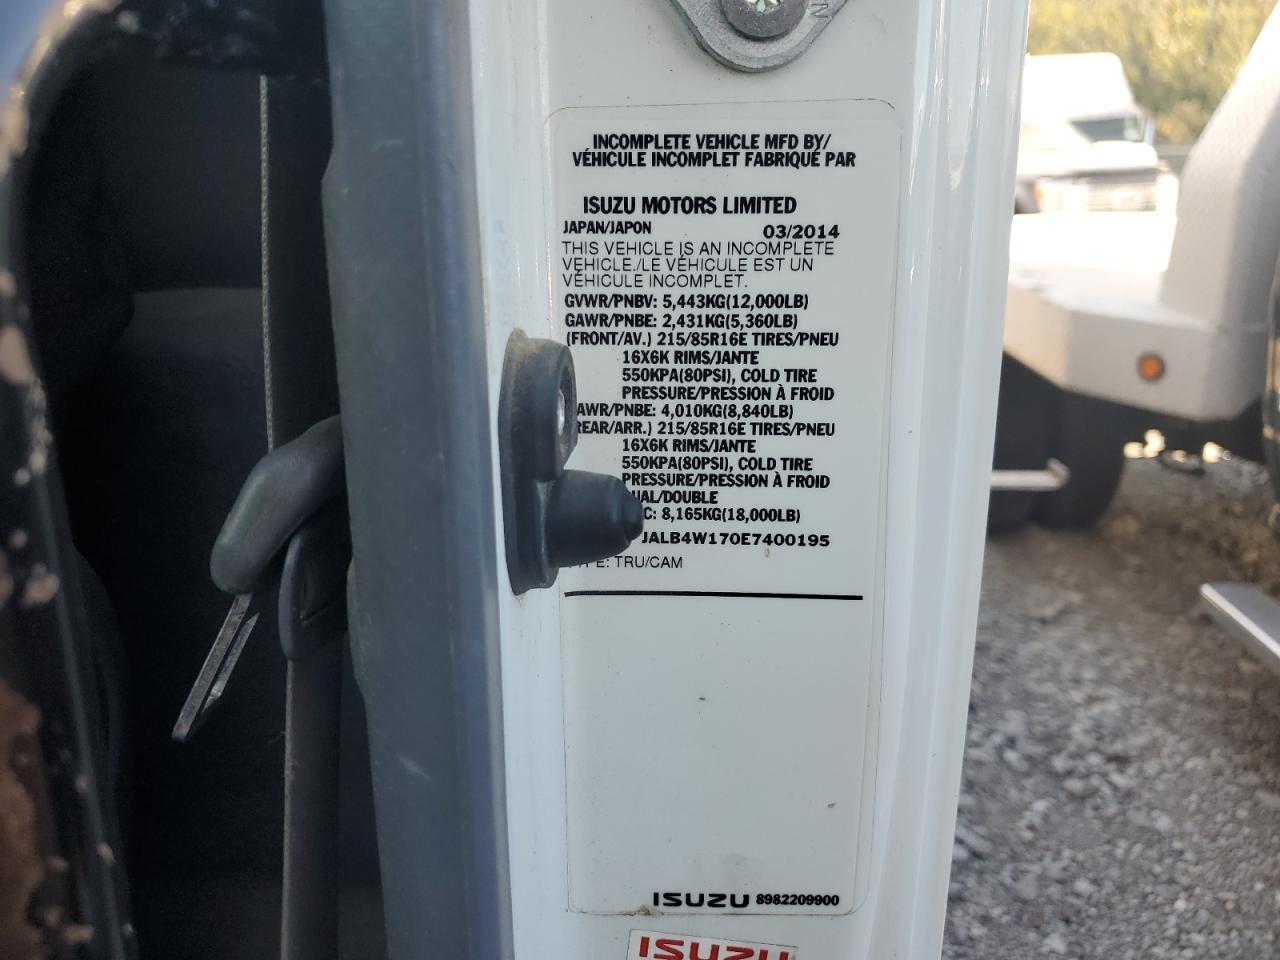 INCOMPLETE VEHICLE MFD BY/
VÉHICULE INCOMPLET FABRIQUÉ PAR
ISUZU MOTORS LIMITED
JAPAN/JAPON 03/2014
THIS VEHICLE IS AN INCOMPLETE
VEHICLE./LE VÉHICULE EST UN
VÉHICULE INCOMPLET.
GVWR/PNBV: 5,443KG(12,000LB)
GAWR/PNBE: 2,431KG(5,360LB)
(FRONT/AV.) 215/85R16E TIRES/PNEU
16X6K RIMS/JANTE
550KPA(80PSI), COLD TIRE
PRESSURE/PRESSION À FROID
AWR/PNBE: 4,010KG(8,840LB)
REAR/ARR.) 215/85R16E TIRES/PNEU
16X6K RIMS/JANTE
550KPA(80PSI), COLD TIRE
PRESSURE/PRESSION À FROID
UAL/DOUBLE
C: 8,165KG(18,000LB)
JALB4W170E7400195
PE: TRU/CAM
ISUZU 8982209900
ISUZU